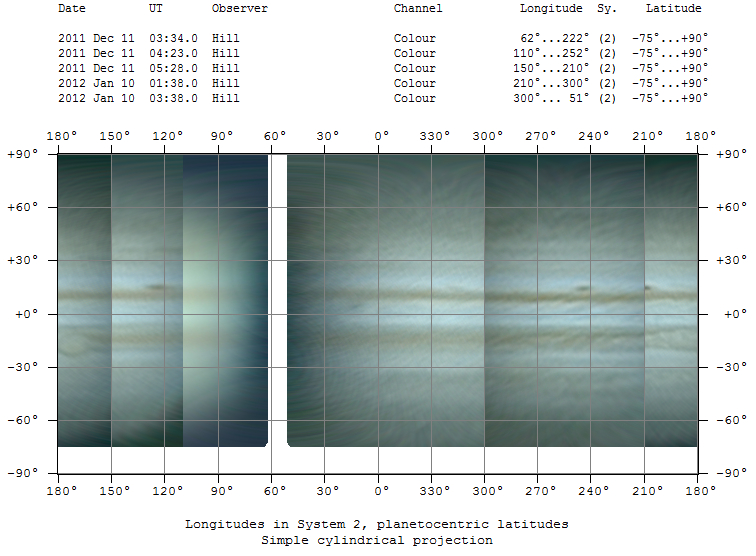 Date UT Observer Channel Longitude Sy. Latitude
2011 Dec 11 03:34.0 Hill Colour 62°...222° (2) -75°...+90°
2011 Dec 11 04:23.0 Hill Colour 110°...252° (2) -75°...+90°
2011 Dec 11 05:28.0 Hill Colour 150°...210° (2) -75°...+90°
2012 Jan 10 01:38.0 Hill Colour 210°...300° (2) -75°...+90°
2012 Jan 10 03:38.0 Hill Colour 300°... 51° (2) -75°...+90°
180° 150° 120° 90° 60° 30° 0° 330° 300° 270° 240° 210° 180°
+90° +90°
+60° +60°
+30° +30°
+0° +0°
-30° -30°
-60° -60°
-90° -90°
180° 150° 120° 90° 60° 30° 0° 330° 300° 270° 240° 210° 180°
Longitudes in System 2, planetocentric latitudes
Simple cylindrical projection